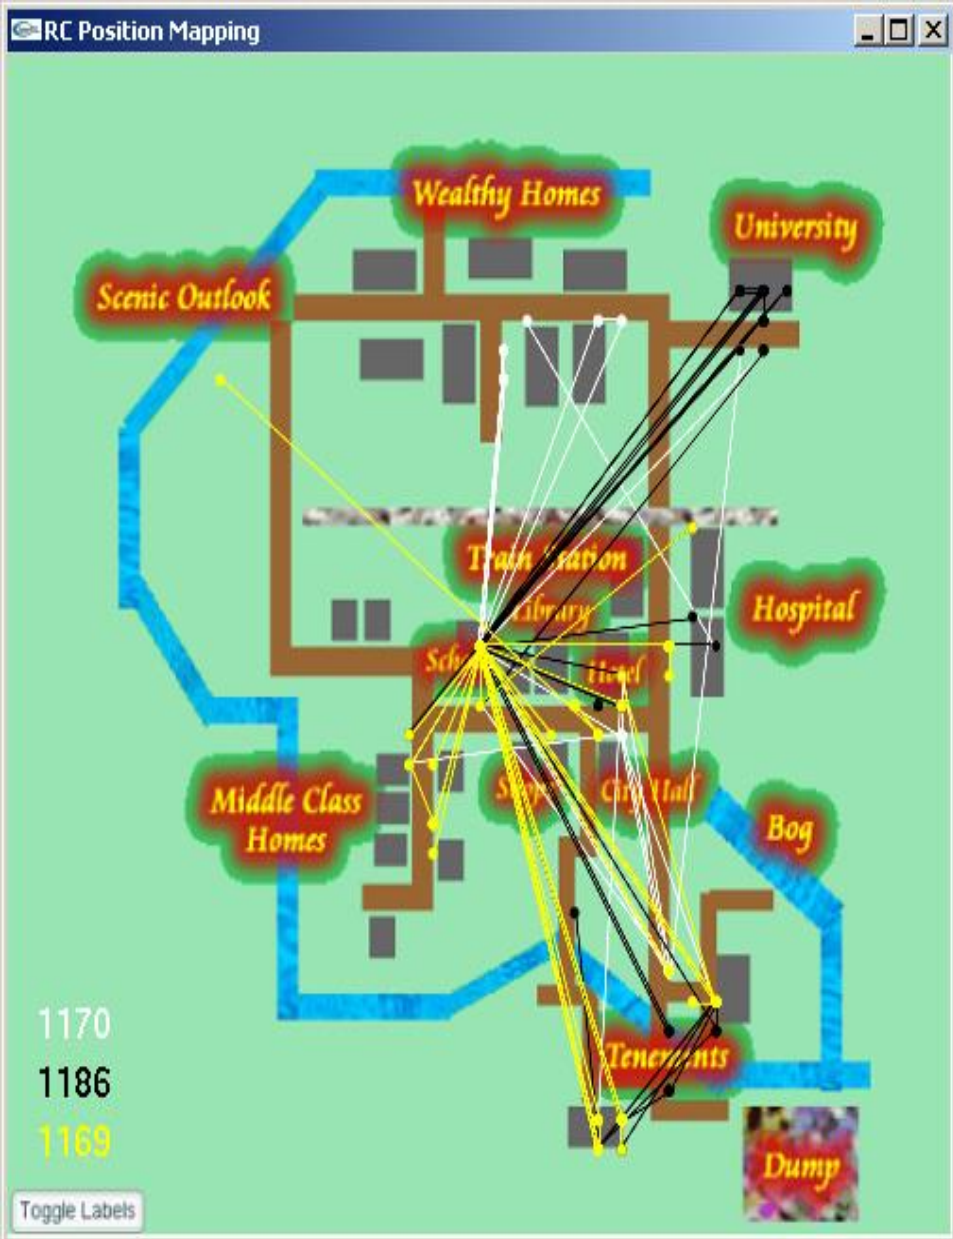 RC Position Mapping
Wealthy Homes
University
Scenic Outlook
Train Station
Library
Hospital
Hotel
Middle Class
Homes
City Hall
Bog
1170
1186
1169
Tenements
Dump
Toggle Labels